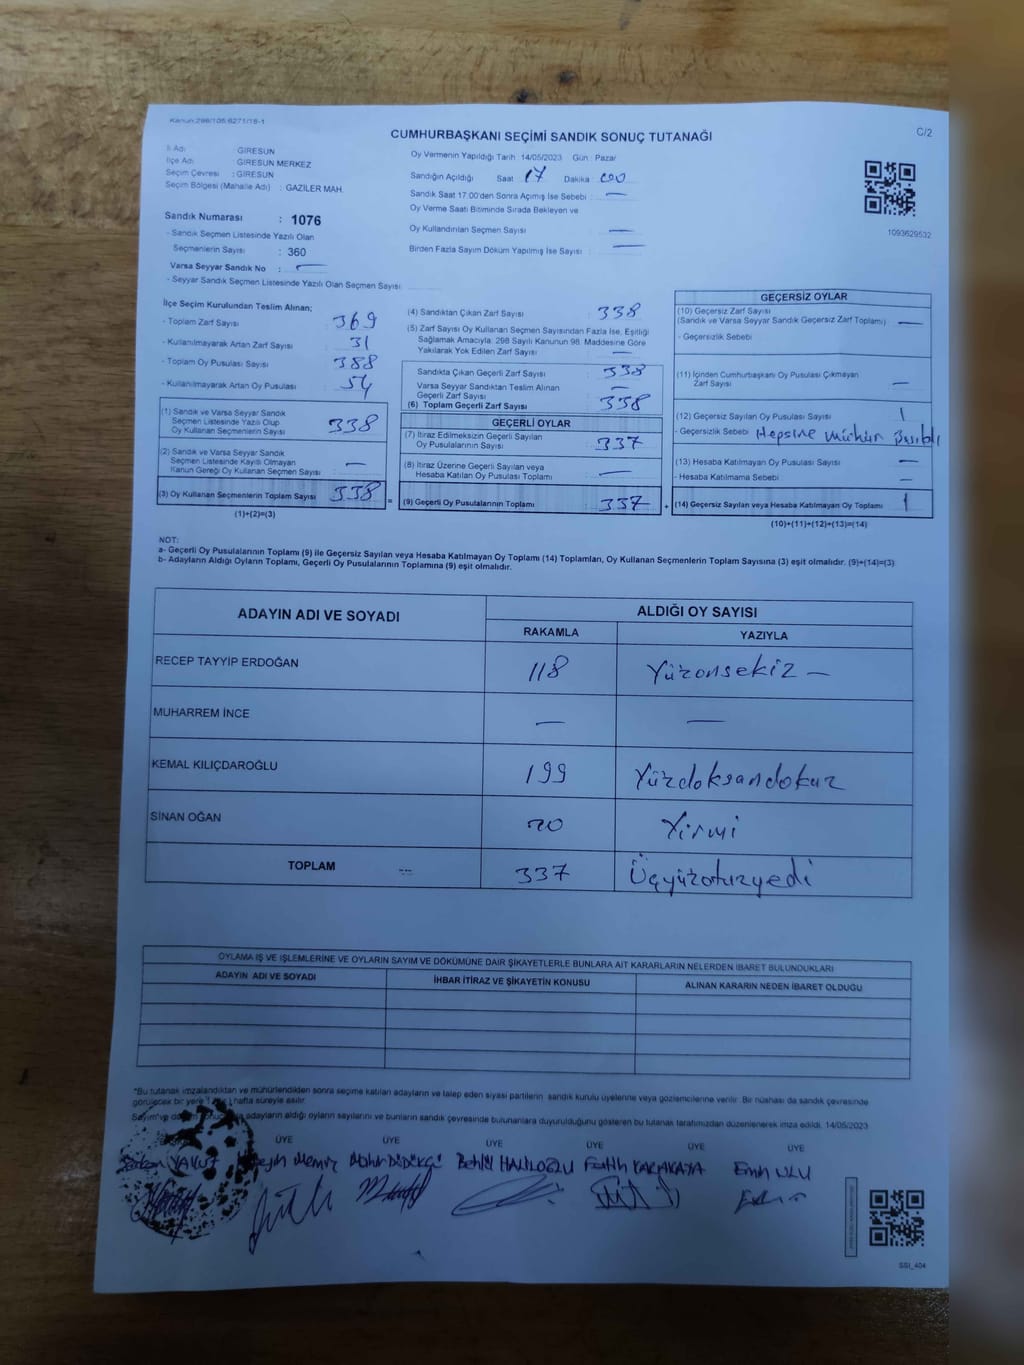 Kanun:298/105:6271/18-1
CUMHURBAŞKANI SEÇİMİ SANDIK SONUÇ TUTANAĞI
C/2
İl Adı : GİRESUN
İlçe Adı GİRESUN MERKEZ
Seçim Çevresi : GİRESUN
Seçim Bölgesi (Mahalle Adı) : GAZİLER MAH.
Sandık Numarası : 1076
- Sandık Seçmen Listesinde Yazılı Olan
Seçmenlerin Sayısı : 360
Varsa Seyyar Sandık No : —
- Seyyar Sandık Seçmen Listesinde Yazılı Olan Seçmen Sayısı
Oy Vermenin Yapıldığı Tarih 14/05/2023 Gün : Pazar
Sandığın Açıldığı Saat 17 Dakika 00
Sandık Saat 17.00'den Sonra Açımış İse Sebebi : —
Oy Verme Saati Bitiminde Sırada Bekleyen ve
Oy Kullandırılan Seçmen Sayısı —
Birden Fazla Sayım Döküm Yapılmış İse Sayısı : —
1093629532
İlçe Seçim Kurulundan Teslim Alınan;
- Toplam Zarf Sayısı 369
- Kullanılmayarak Artan Zarf Sayısı 31
- Toplam Oy Pusulası Sayısı 388
- Kullanılmayarak Artan Oy Pusulası 54
(1) Sandık ve Varsa Seyyar Sandık
Seçmen Listesinde Yazılı Olup
Oy Kullanan Seçmenlerin Sayısı 338
(2) Sandık ve Varsa Seyyar Sandık
Seçmen Listesinde Kayıtlı Olmayan
Kanun Gereği Oy Kullanan Seçmen Sayısı —
(3) Oy Kullanan Seçmenlerin Toplam Sayısı 338
(1)+(2)=(3)
(4) Sandıktan Çıkan Zarf Sayısı 338
(5) Zarf Sayısı Oy Kullanan Seçmen Sayısından Fazla İse, Eşitliği
Sağlamak Amacıyla: 298 Sayılı Kanunun 98. Maddesine Göre
Yakılarak Yok Edilen Zarf Sayısı —
Sandıkta Çıkan Geçerli Zarf Sayısı : 338
Varsa Seyyar Sandıktan Teslim Alınan
Geçerli Zarf Sayısı —
(6) Toplam Geçerli Zarf Sayısı 338
GEÇERLİ OYLAR
(7) İtiraz Edilmeksizin Geçerli Sayılan
Oy Pusulalarının Sayısı 337
(8) İtiraz Üzerine Geçerli Sayılan veya
Hesaba Katılan Oy Pusulası Toplamı —
= (9) Geçerli Oy Pusulalarının Toplamı 337 +
GEÇERSİZ OYLAR
(10) Geçersiz Zarf Sayısı
(Sandık ve Varsa Seyyar Sandık Geçersiz Zarf Toplamı) —
- Geçersizlik Sebebi
(11) İçinden Cumhurbaşkanı Oy Pusulası Çıkmayan
Zarf Sayısı —
(12) Geçersiz Sayılan Oy Pusulası Sayısı 1
- Geçersizlik Sebebi Hepsine mühür Basıldı
(13) Hesaba Katılmayan Oy Pusulası Sayısı —
- Hesaba Katılmama Sebebi —
(14) Geçersiz Sayılan veya Hesaba Katılmayan Oy Toplamı 1
(10)+(11)+(12)+(13)=(14)
NOT:
a- Geçerli Oy Pusulalarının Toplamı (9) ile Geçersiz Sayılan veya Hesaba Katılmayan Oy Toplamı (14) Toplamları, Oy Kullanan Seçmenlerin Toplam Sayısına (3) eşit olmalıdır. (9)+(14)=(3)
b- Adayların Aldığı Oyların Toplamı, Geçerli Oy Pusulalarının Toplamına (9) eşit olmalıdır.
ADAYIN ADI VE SOYADI
ALDIĞI OY SAYISI
RAKAMLA YAZIYLA
RECEP TAYYİP ERDOĞAN 118 Yüzonsekiz —
MUHARREM İNCE — —
KEMAL KILIÇDAROĞLU 199 Yüzdoksandokuz
SİNAN OĞAN 20 Yirmi
TOPLAM -- 337 Üçyüzotuzyedi
OYLAMA İŞ VE İŞLEMLERİNE VE OYLARIN SAYIM VE DÖKÜMÜNE DAİR ŞİKAYETLERLE BUNLARA AİT KARARLARIN NELERDEN İBARET BULUNDUKLARI
ADAYIN ADI VE SOYADI
İHBAR İTİRAZ VE ŞİKAYETİN KONUSU
ALINAN KARARIN NEDEN İBARET OLDUĞU
*Bu tutanak imzalandıktan ve mühürlendikten sonra seçime katılan adayların ve talep eden siyasi partilerin sandık kurulu üyelerine veya gözlemcilerine verilir. Bir nüshası da sandık çevresinde
görülecek bir yere 1 hafta süreyle asılır.
adayların aldığı oyların sayılarını ve bunların sandık çevresinde bulunanlara duyurulduğunu gösteren bu tutanak tarafımızdan düzenlenerek imza edildi. 14/05/2023
ÜYE ÜYE ÜYE ÜYE ÜYE ÜYE
YAKUT Demir Behlül HALİLOĞLU Fatih KARAKAYA Emin ULU
SSI_404